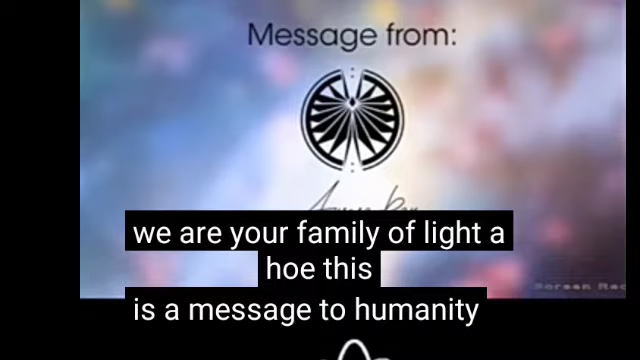 Message from:
we are your family of light a
hoe this
is a message to humanity